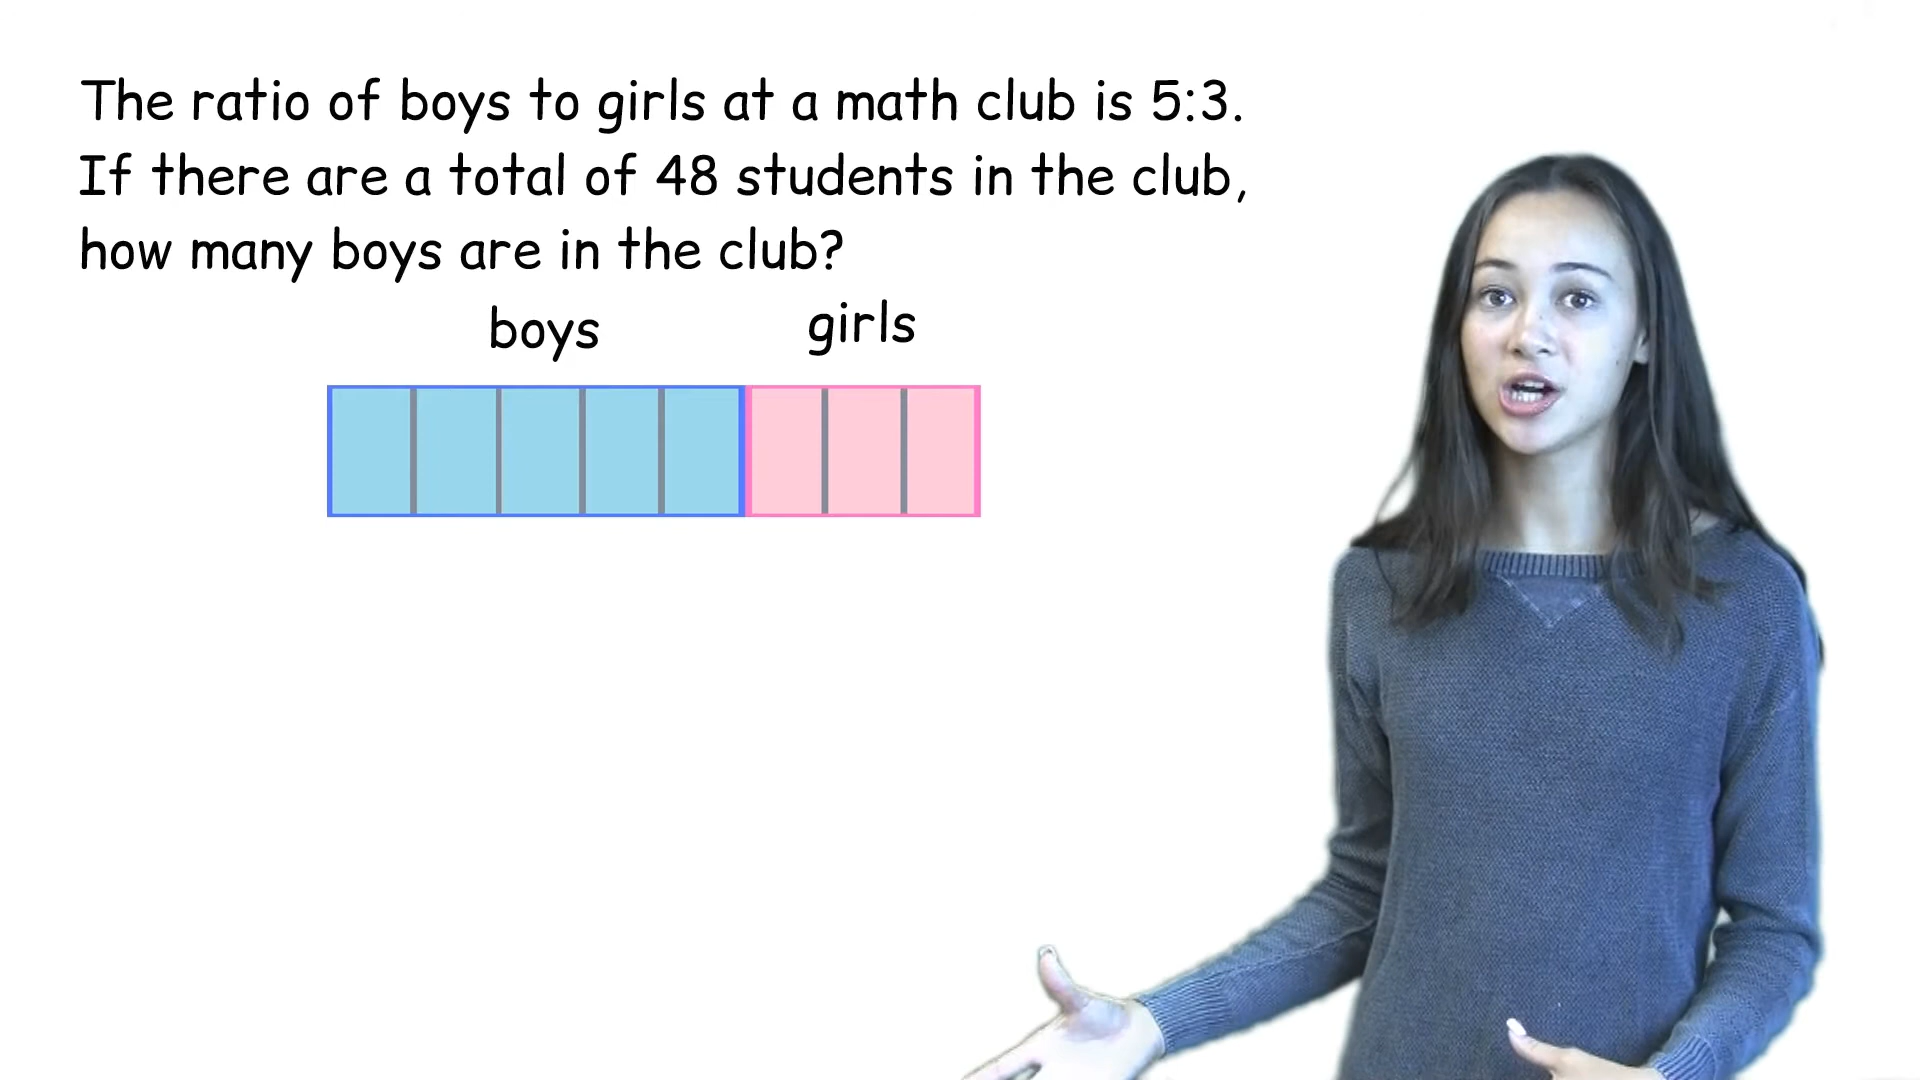 The ratio of boys to girls at a math club is 5:3.
If there are a total of 48 students in the club,
how many boys are in the club?
boys girls